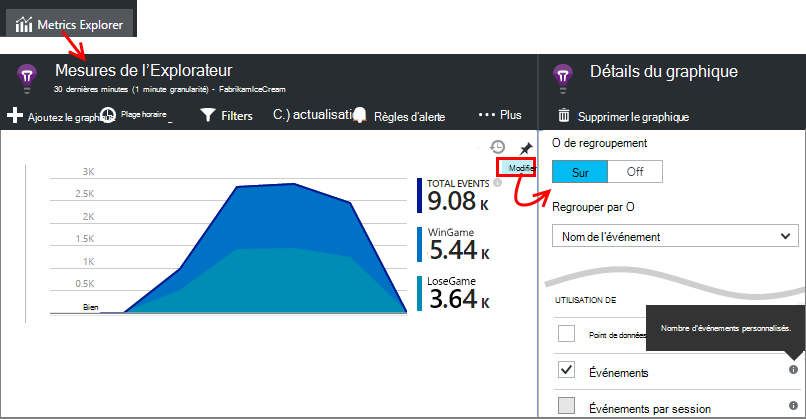 Metrics Explorer
Mesures de l'Explorateur
30 dernières minutes (1 minute granularité) - FabrikamIceCream
Ajoutez le graphique
Plage horaire
Filters
C.) actualisati
Règles d'alerte
Plus
Modifier
3K
2.5K
2K
1.5K
1K
0.5K
Bien
TOTAL EVENTS
9.08 K
WinGame
5.44 K
LoseGame
3.64 K
Détails du graphique
Supprimer le graphique
O de regroupement
Sur Off
Regrouper par O
Nom de l'événement
UTILISATION DE
Nombre d'événements personnalisés.
Point de données
Événements
Événements par session